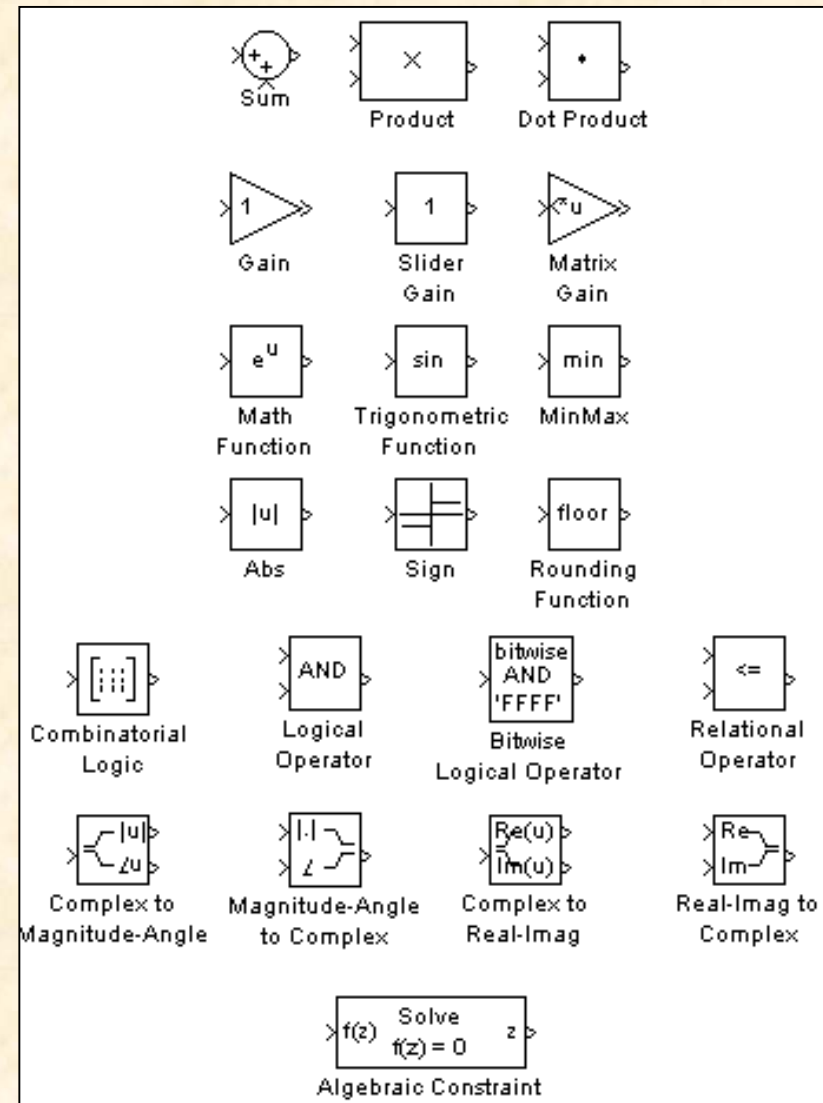 +
+
Sum
×
Product
•
Dot Product
1
Gain
1
Slider
Gain
u
Matrix
Gain
e^u
Math
Function
sin
Trigonometric
Function
min
MinMax
|u|
Abs
Sign
floor
Rounding
Function
[⋮⋮⋮]
Combinatorial
Logic
AND
Logical
Operator
bitwise
AND
'FFFF'
Bitwise
Logical Operator
<=
Relational
Operator
|u|
∠u
Complex to
Magnitude-Angle
|.|
∠
Magnitude-Angle
to Complex
Re(u)
Im(u)
Complex to
Real-Imag
Re
Im
Real-Imag to
Complex
f(z) Solve z
f(z) = 0
Algebraic Constraint